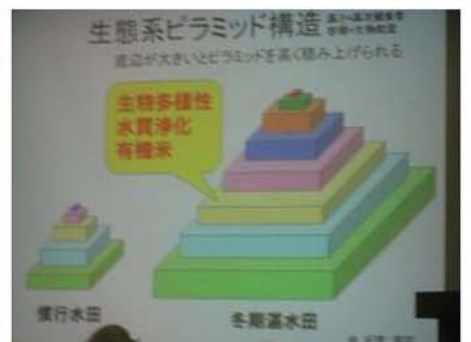 生態系ピラミッド構造
底辺が大きいとピラミッドを高く積み上げられる
生物多様性
水質浄化
有機米
慣行水田
冬期湛水田